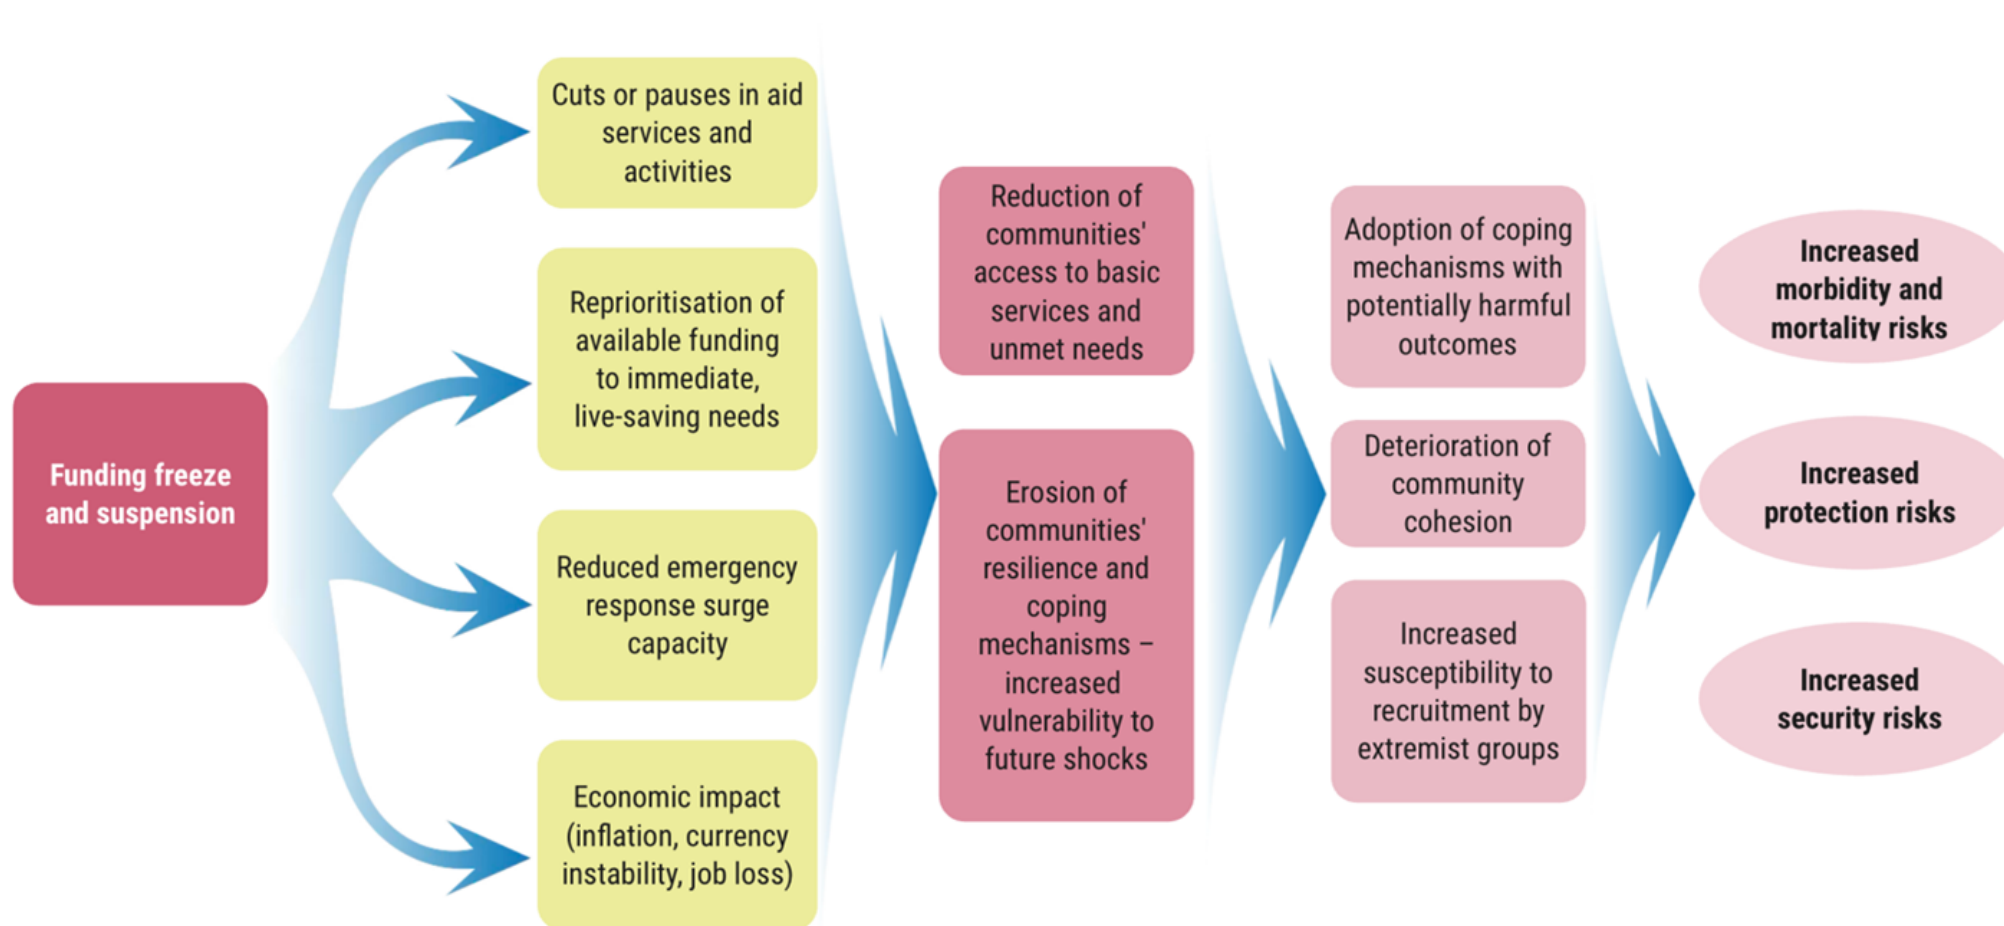 Funding freeze
and suspension
Cuts or pauses in aid
services and
activities
Reprioritisation of
available funding
to immediate,
live-saving needs
Reduced emergency
response surge
capacity
Economic impact
(inflation, currency
instability, job loss)
Reduction of
communities'
access to basic
services and
unmet needs
Erosion of
communities'
resilience and
coping
mechanisms –
increased
vulnerability to
future shocks
Adoption of coping
mechanisms with
potentially harmful
outcomes
Deterioration of
community
cohesion
Increased
susceptibility to
recruitment by
extremist groups
Increased
morbidity and
mortality risks
Increased
protection risks
Increased
security risks